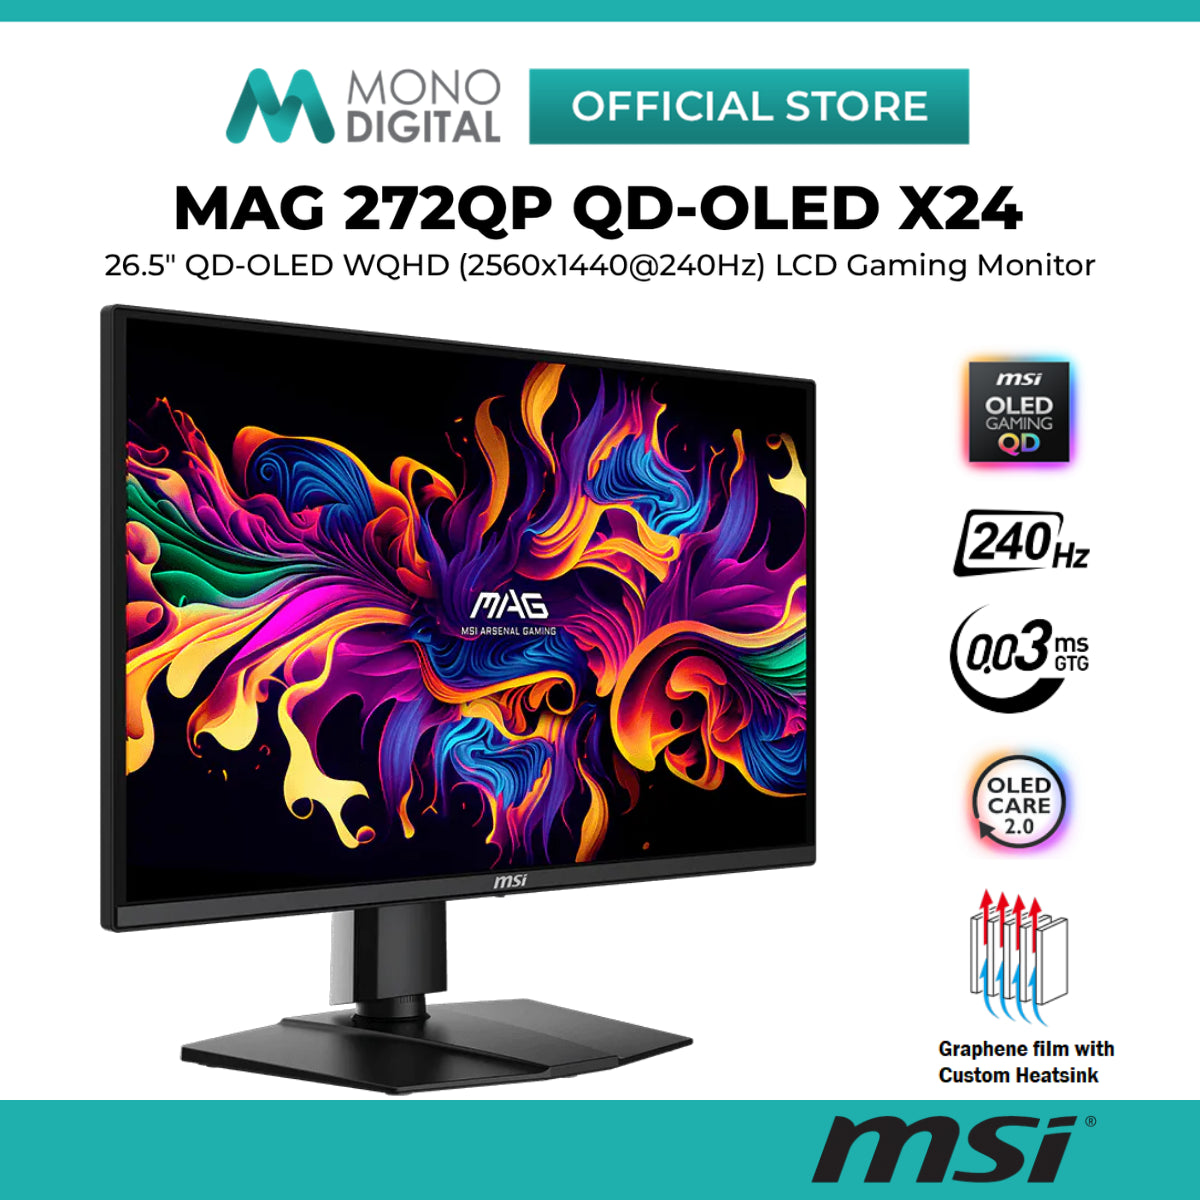 MONO
DIGITAL
OFFICIAL STORE
MAG 272QP QD-OLED X24
26.5" QD-OLED WQHD (2560x1440@240Hz) LCD Gaming Monitor
msi
OLED
GAMING
QD
240Hz
0.03ms
GTG
MAG
MSI ARSENAL GAMING
OLED
CARE
2.0
msi
Graphene film with
Custom Heatsink
msi®